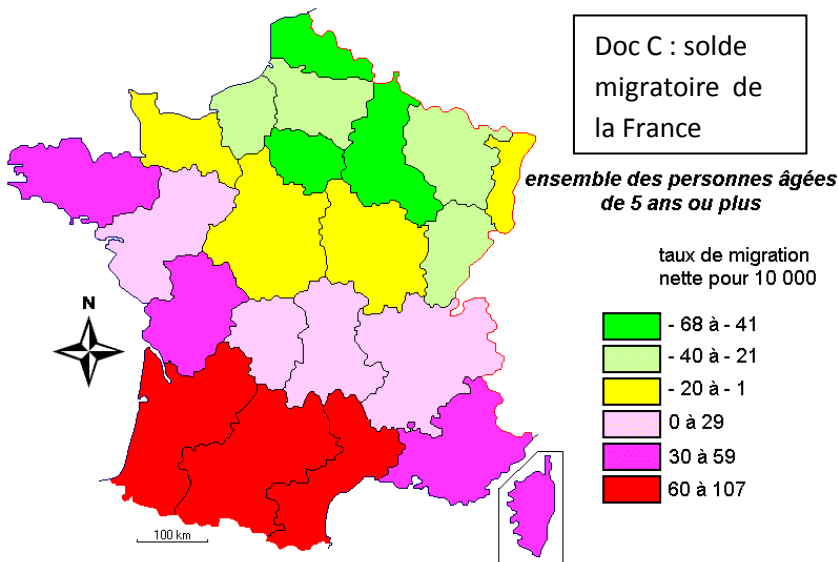 Doc C : solde
migratoire de
la France
ensemble des personnes âgées
de 5 ans ou plus
taux de migration
nette pour 10 000
- 68 à - 41
- 40 à - 21
- 20 à - 1
0 à 29
30 à 59
60 à 107
N
100 km